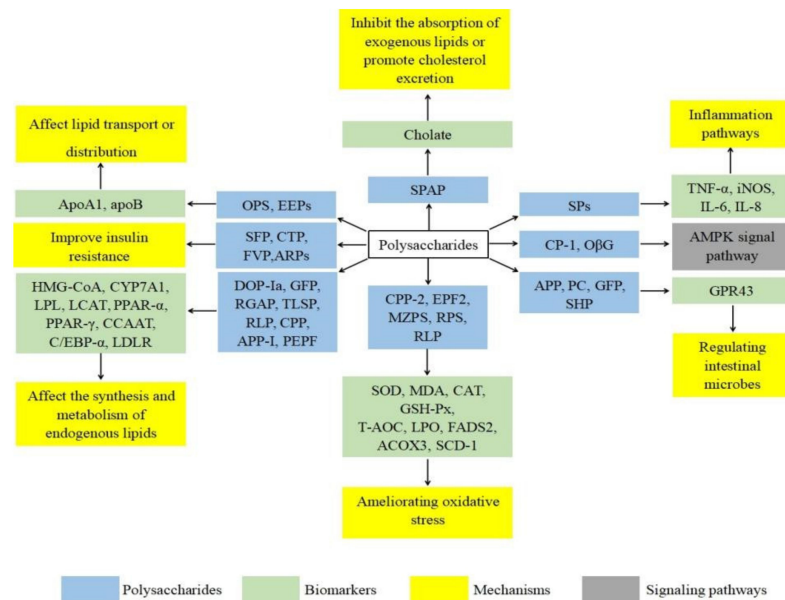 Inhibit the absorption of
exogenous lipids or
promote cholesterol
excretion
Affect lipid transport or
distribution
Inflammation
pathways
Cholate
ApoA1, apoB
OPS, EEPs
SPAP
SPs
TNF-α, iNOS,
IL-6, IL-8
Improve insulin
resistance
SFP, CTP,
FVP,ARPs
Polysaccharides
CP-1, OβG
AMPK signal
pathway
HMG-CoA, CYP7A1,
LPL, LCAT, PPAR-α,
PPAR-γ, CCAAT,
C/EBP-α, LDLR
DOP-Ia, GFP,
RGAP, TLSP,
RLP, CPP,
APP-I, PEPF
CPP-2, EPF2,
MZPS, RPS,
RLP
APP, PC, GFP,
SHP
GPR43
Regulating
intestinal
microbes
Affect the synthesis and
metabolism of
endogenous lipids
SOD, MDA, CAT,
GSH-Px,
T-AOC, LPO, FADS2,
ACOX3, SCD-1
Ameliorating oxidative
stress
Polysaccharides
Biomarkers
Mechanisms
Signaling pathways